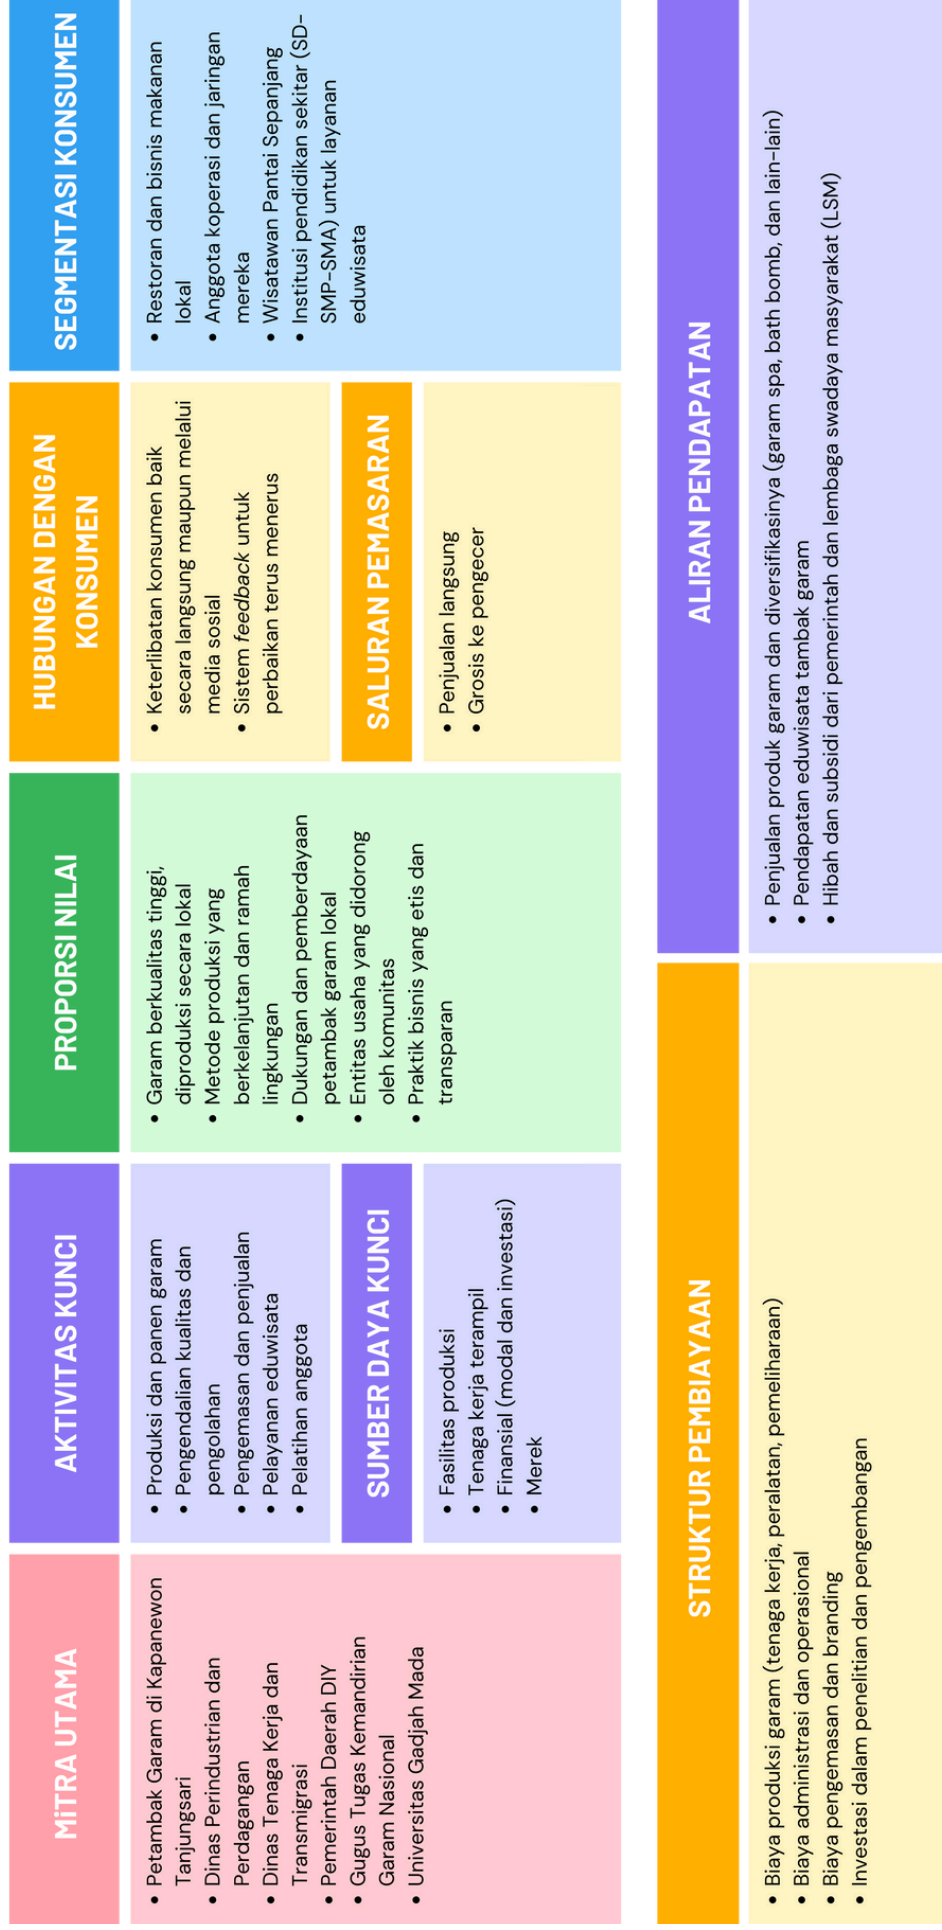 MiTRA UTAMA
• Petambak Garam di Kapanewon
Tanjungsari
• Dinas Perindustrian dan
Perdagangan
• Dinas Tenaga Kerja dan
Transmigrasi
• Pemerintah Daerah DIY
• Gugus Tugas Kemandirian
Garam Nasional
• Universitas Gadjah Mada
AKTIVITAS KUNCI
• Produksi dan panen garam
• Pengendalian kualitas dan
pengolahan
• Pengemasan dan penjualan
• Pelayanan eduwisata
• Pelatihan anggota
SUMBER DAYA KUNCI
• Fasilitas produksi
• Tenaga kerja terampil
• Finansial (modal dan investasi)
• Merek
PROPORSI NILAI
• Garam berkualitas tinggi,
diproduksi secara lokal
• Metode produksi yang
berkelanjutan dan ramah
lingkungan
• Dukungan dan pemberdayaan
petambak garam lokal
• Entitas usaha yang didorong
oleh komunitas
• Praktik bisnis yang etis dan
transparan
HUBUNGAN DENGAN
KONSUMEN
• Keterlibatan konsumen baik
secara langsung maupun melalui
media sosial
• Sistem feedback untuk
perbaikan terus menerus
SALURAN PEMASARAN
• Penjualan langsung
• Grosis ke pengecer
SEGMENTASI KONSUMEN
• Restoran dan bisnis makanan
lokal
• Anggota koperasi dan jaringan
mereka
• Wisatawan Pantai Sepanjang
• Institusi pendidikan sekitar (SD-
SMP-SMA) untuk layanan
eduwisata
STRUKTUR PEMBIAYAAN
• Biaya produksi garam (tenaga kerja, peralatan, pemeliharaan)
• Biaya administrasi dan operasional
• Biaya pengemasan dan branding
• Investasi dalam penelitian dan pengembangan
ALIRAN PENDAPATAN
• Penjualan produk garam dan diversifikasinya (garam spa, bath bomb, dan lain-lain)
• Pendapatan eduwisata tambak garam
• Hibah dan subsidi dari pemerintah dan lembaga swadaya masyarakat (LSM)